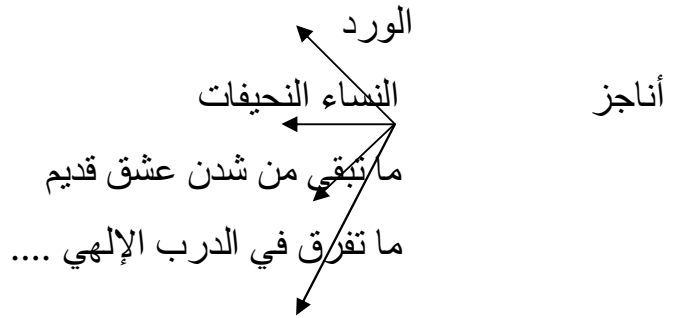 الورد
أناجز النساء النحيفات
ما تبقى من شدن عشق قديم
ما تفرق في الدرب الإلهي ....